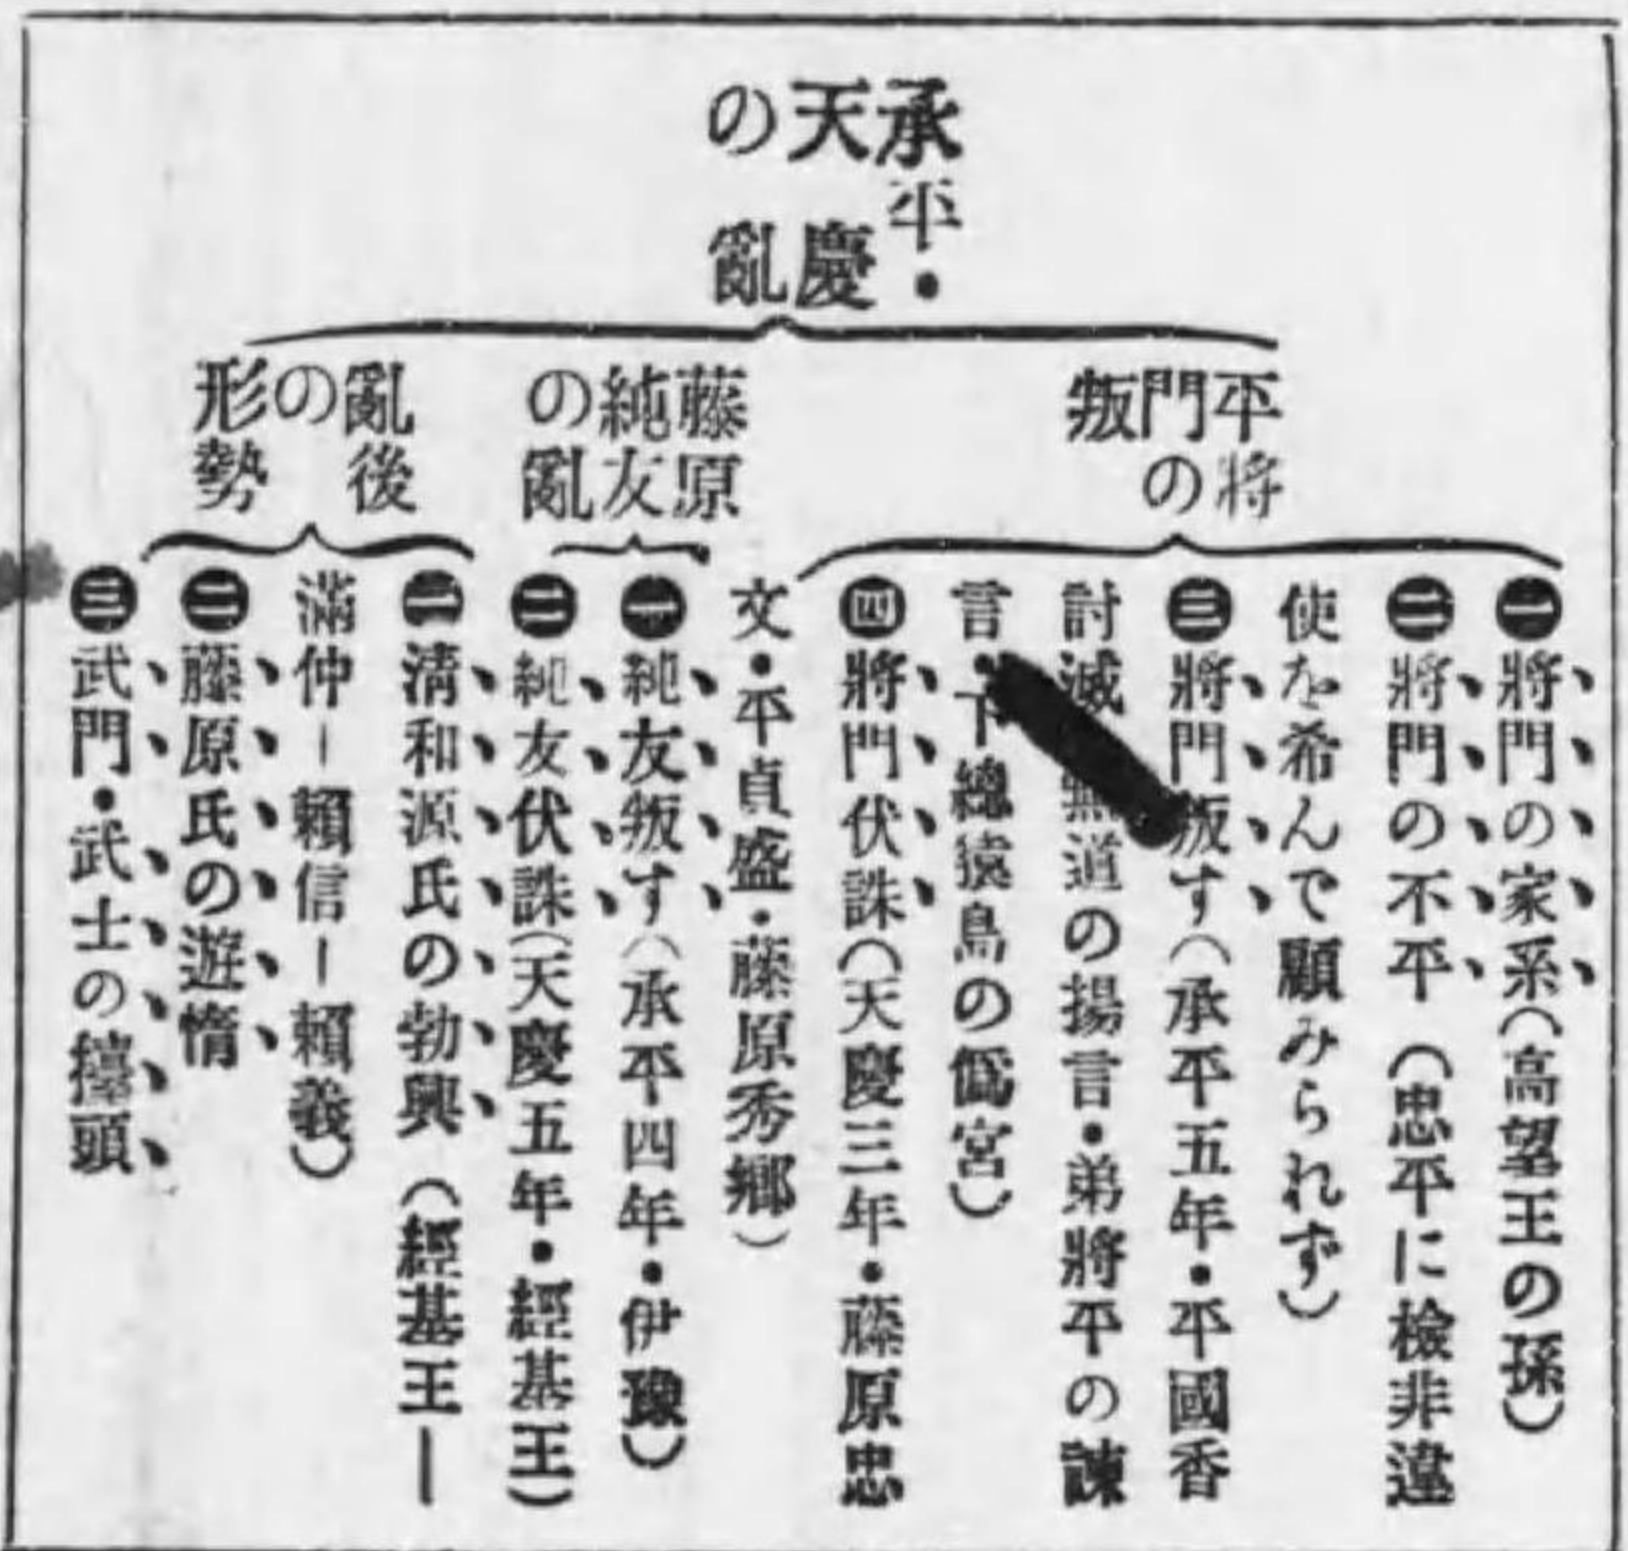 承平・
天慶
の亂
平將
門の
叛
㊀將門の家系(高望王の孫)
㊁將門の不平(忠平に檢非違
使を希んで顧みられず)
㊂將門叛す(承平五年・平國香
討滅 道の揚言・弟將平の諫
言・下總猿島の僞宮)
㊃將門伏誅(天慶三年・藤原忠
文・平貞盛・藤原秀鄕)
藤原
純友
の亂
㊀純友叛す(承平四年・伊豫)
㊁純友伏誅(天慶五年・經基王)
亂後
の
形勢
㊀淸和源氏の勃興(經基王―
滿仲―賴信―賴義)
㊁藤原氏の遊惰
㊂武門・武士の擡頭